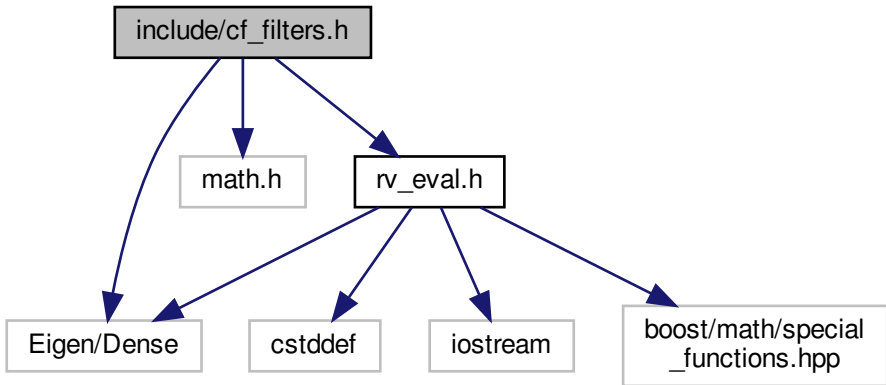 include/cf_filters.h
math.h
rv_eval.h
Eigen/Dense
cstddef
iostream
boost/math/special
_functions.hpp